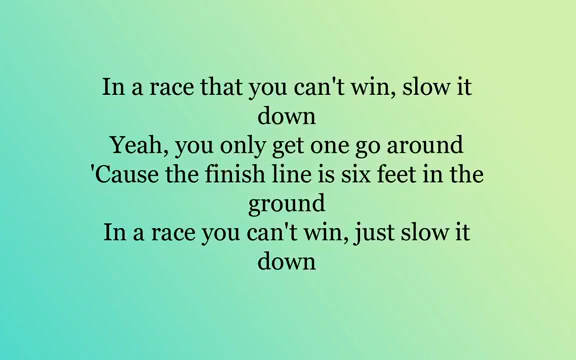 In a race that you can't win, slow it
down
Yeah, you only get one go around
'Cause the finish line is six feet in the
ground
In a race you can't win, just slow it
down